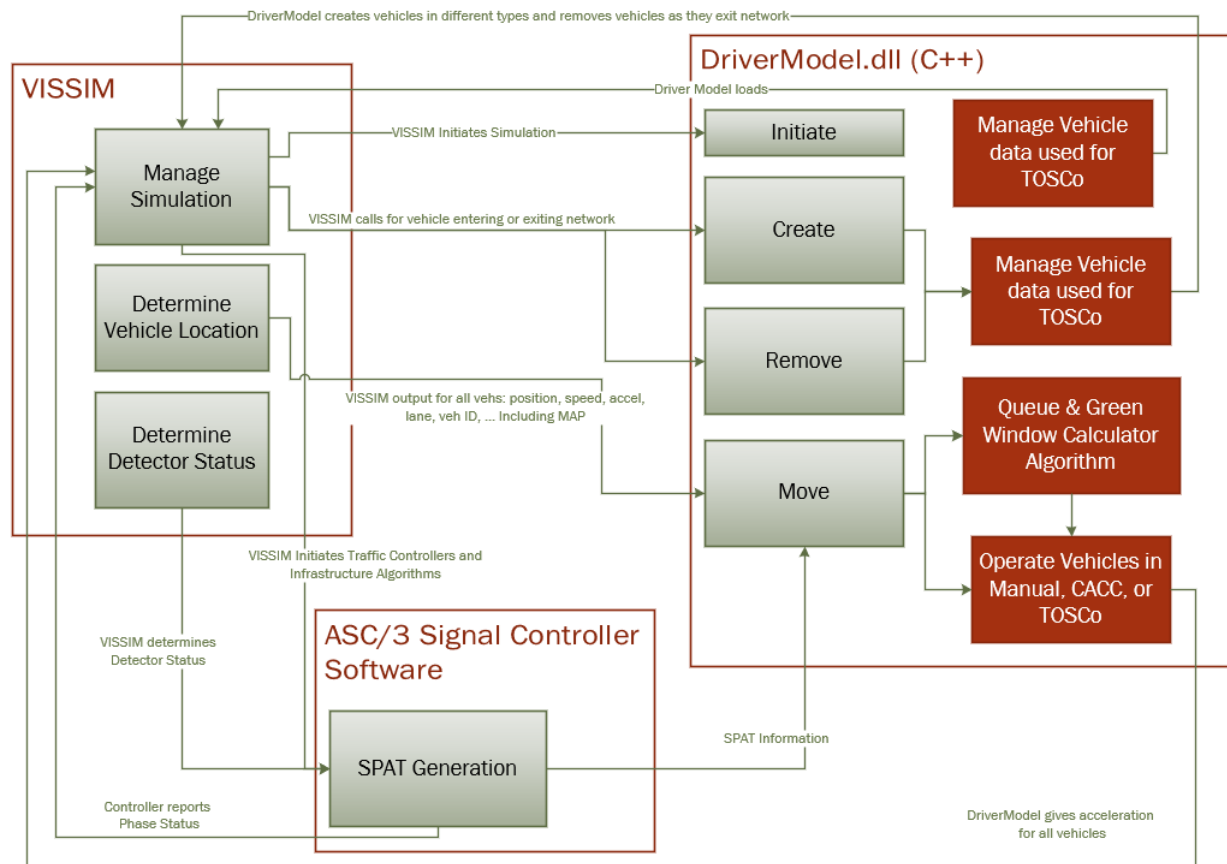 DriverModel creates vehicles in different types and removes vehicles as they exit network
VISSIM
DriverModel.dll (C++)
Driver Model loads
Manage
Simulation
VISSIM Initiates Simulation
Initiate
Manage Vehicle
data used for
TOSCo
VISSIM calls for vehicle entering or exiting network
Create
Manage Vehicle
data used for
TOSCo
Determine
Vehicle Location
Remove
VISSIM output for all vehs: position, speed, accel,
lane, veh ID, ... Including MAP
Determine
Detector Status
Queue & Green
Window Calculator
Algorithm
Move
VISSIM Initiates Traffic Controllers and
Infrastructure Algorithms
Operate Vehicles in
Manual, CACC, or
TOSCo
VISSIM determines
Detector Status
ASC/3 Signal Controller
Software
SPAT Generation
SPAT Information
Controller reports
Phase Status
DriverModel gives acceleration
for all vehicles